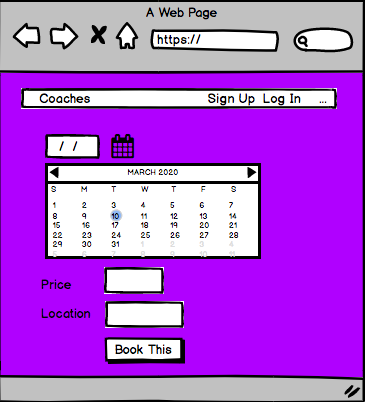 A Web Page
https://
Coaches Sign Up Log In ...
/ /
MARCH 2020
S M T W T F S
1 2 3 4 5 6 7
8 9 10 11 12 13 14
15 16 17 18 19 20 21
22 23 24 25 26 27 28
29 30 31 1 2 3 4
Price
Location
Book This